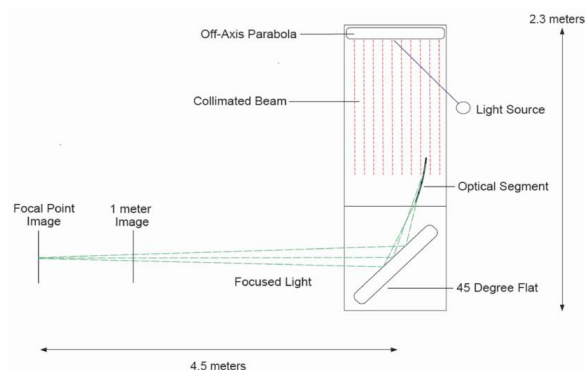 Off-Axis Parabola
2.3 meters
Collimated Beam
Light Source
Optical Segment
Focal Point
Image
1 meter
Image
Focused Light
45 Degree Flat
4.5 meters